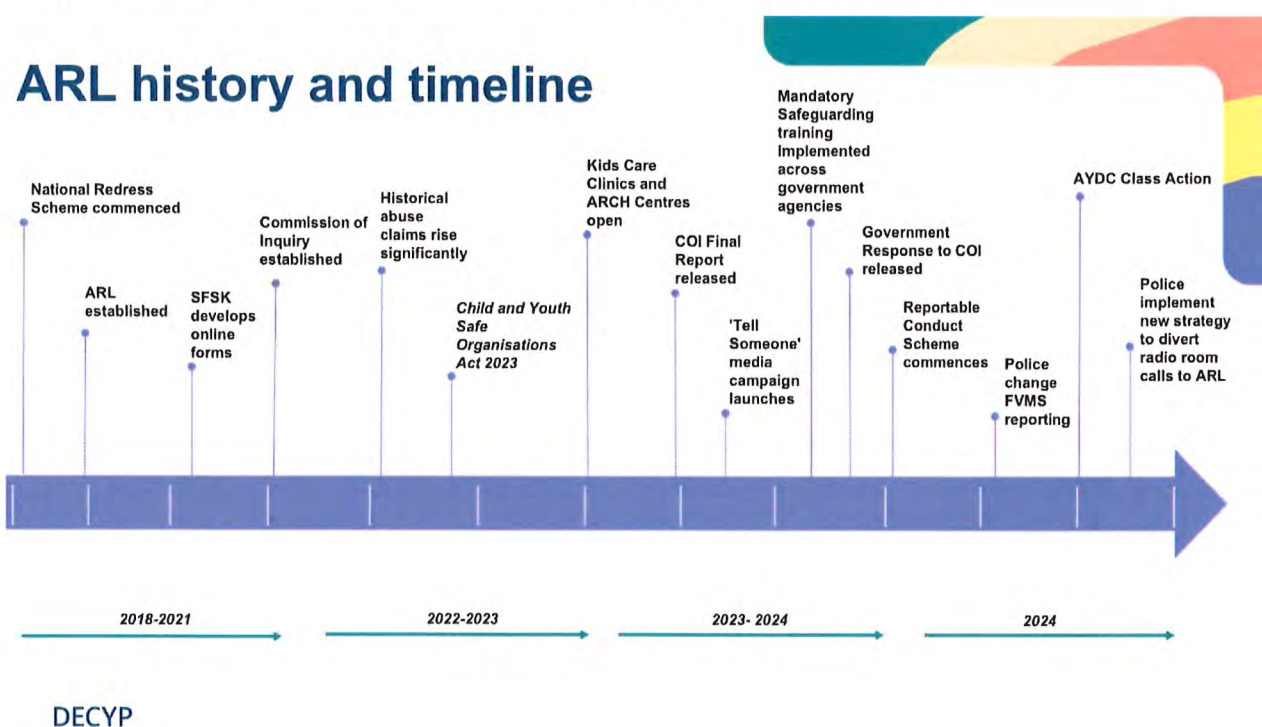 ARL history and timeline
National Redress
Scheme commenced
ARL
established
SFSK
develops
online
forms
Commission of
Inquiry
established
Historical
abuse
claims rise
significantly
Child and Youth
Safe
Organisations
Act 2023
Kids Care
Clinics and
ARCH Centres
open
COI Final
Report
released
'Tell
Someone'
media
campaign
launches
Mandatory
Safeguarding
training
Implemented
across
government
agencies
Government
Response to COI
released
Reportable
Conduct
Scheme
commences
Police
change
FVMS
reporting
AYDC Class Action
Police
implement
new strategy
to divert
radio room
calls to ARL
2018-2021
2022-2023
2023- 2024
2024
DECYP